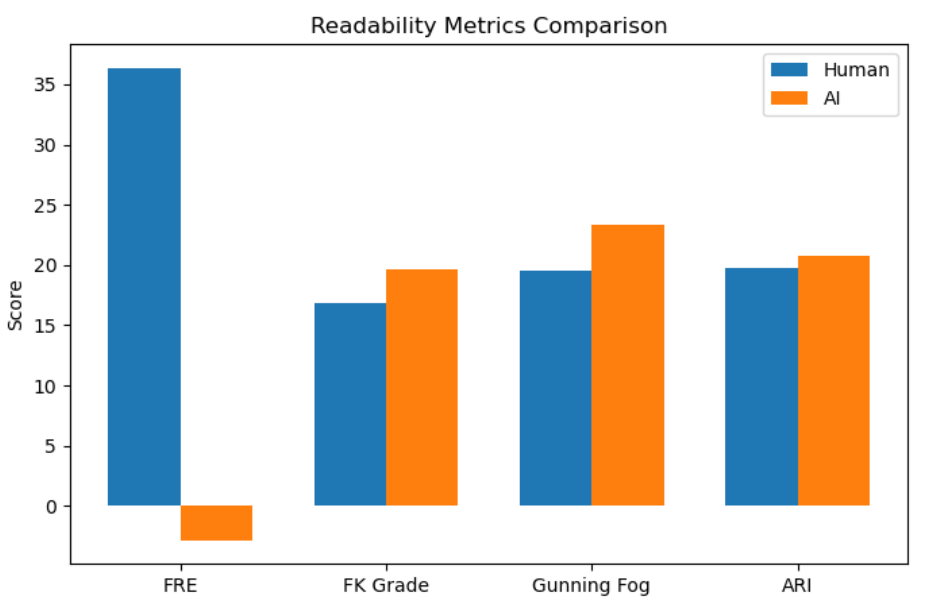 Readability Metrics Comparison
Human
AI
35
30
25
20
15
10
5
0
Score
FRE
FK Grade
Gunning Fog
ARI